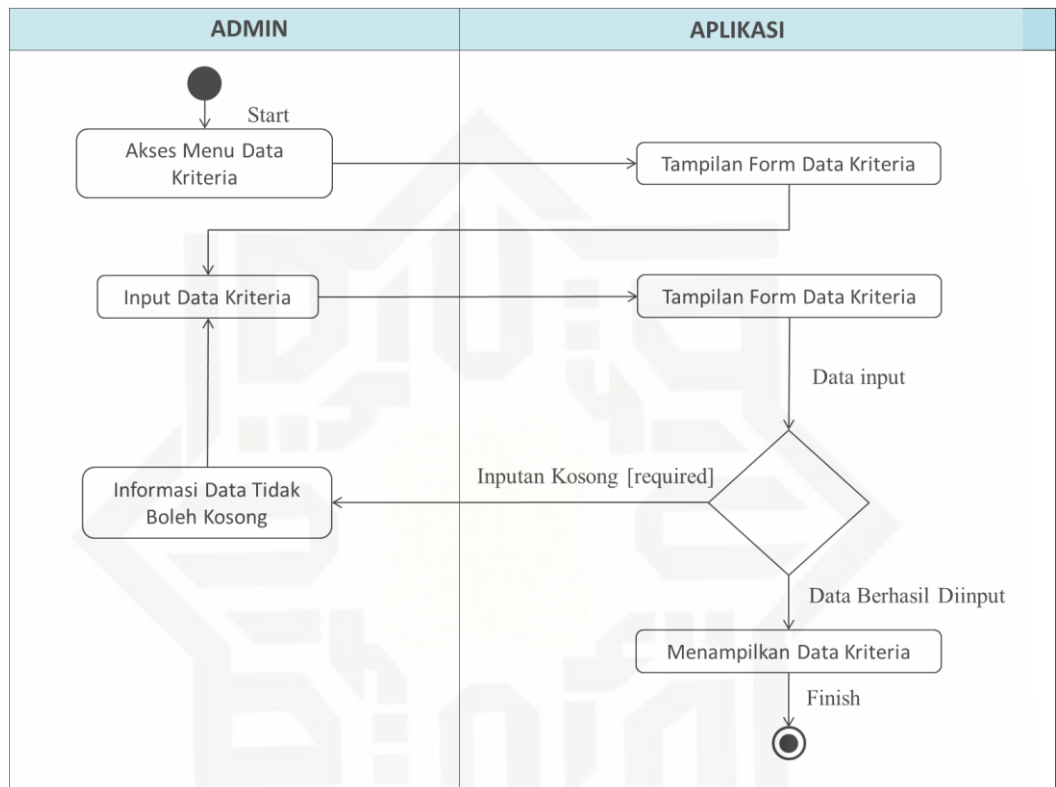 ADMIN
APLIKASI
Start
Akses Menu Data
Kriteria
Tampilan Form Data Kriteria
Input Data Kriteria
Tampilan Form Data Kriteria
Data input
Inputan Kosong [required]
Informasi Data Tidak
Boleh Kosong
Data Berhasil Diinput
Menampilkan Data Kriteria
Finish